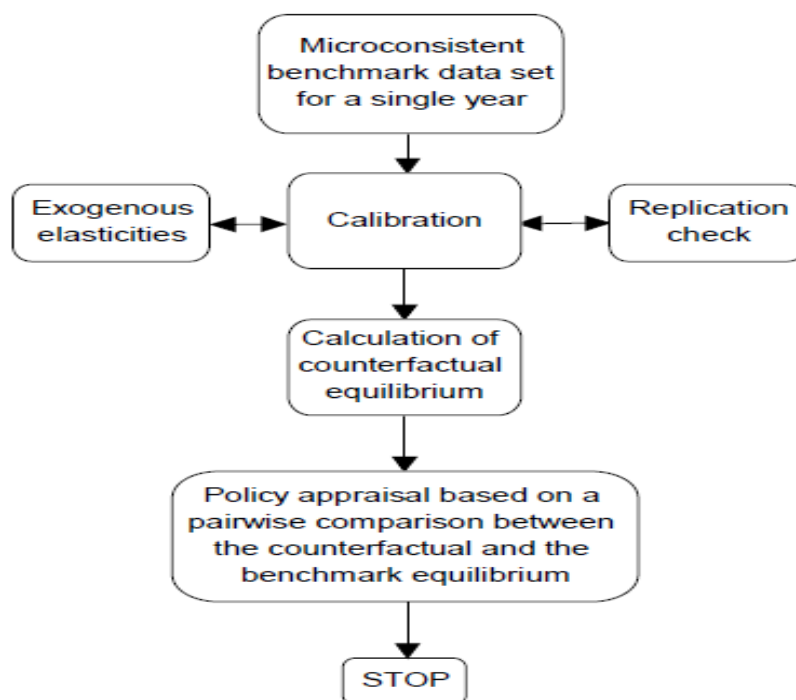 Microconsistent
benchmark data set
for a single year
Exogenous
elasticities
Calibration
Replication
check
Calculation of
counterfactual
equilibrium
Policy appraisal based on a
pairwise comparison between
the counterfactual and the
benchmark equilibrium
STOP